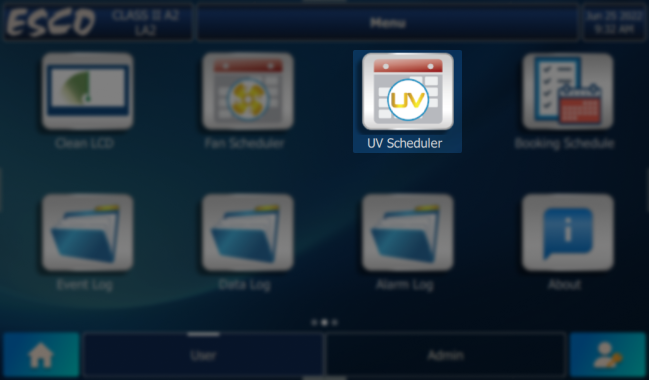 ESCO
CLASS II A2
LA2
Menu
Jun 25 2022
9:32 AM
Clean LCD
Fan Scheduler
UV
UV Scheduler
Booking Schedule
Event Log
Data Log
Alarm Log
i
About
User
Admin